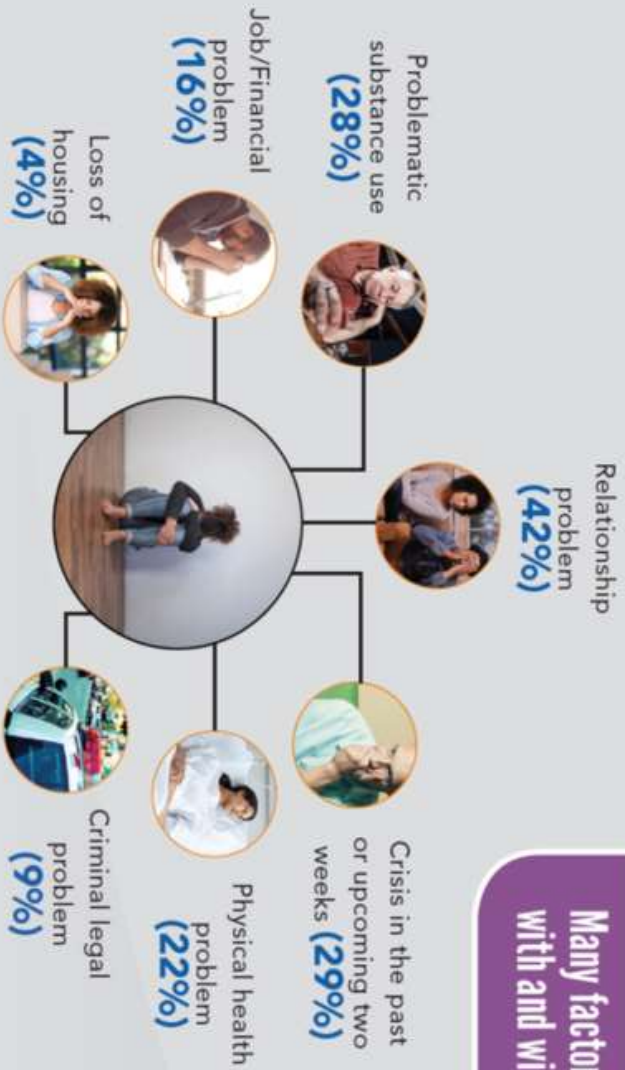 Many factor
with and wi
Relationship
problem
(42%)
Problematic
substance use
(28%)
Crisis in the past
or upcoming two
weeks (29%)
Job/Financial
problem
(16%)
Physical health
problem
(22%)
Loss of
housing
(4%)
Criminal legal
problem
(9%)